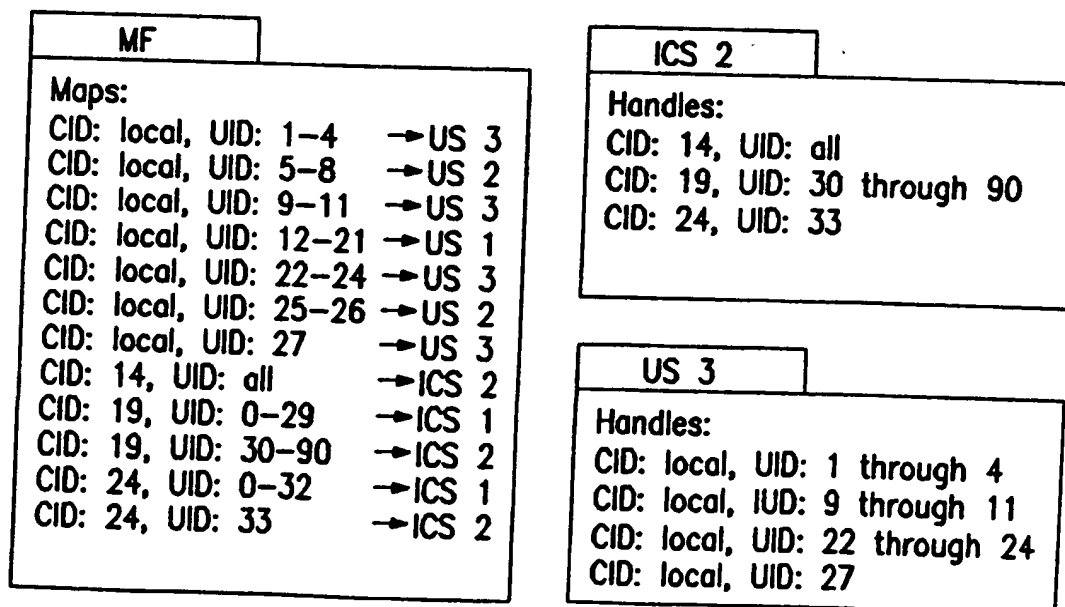 MF
Maps:
CID: local, UID: 1–4 →US 3
CID: local, UID: 5–8 →US 2
CID: local, UID: 9–11 →US 3
CID: local, UID: 12–21 →US 1
CID: local, UID: 22–24 →US 3
CID: local, UID: 25–26 →US 2
CID: local, UID: 27 →US 3
CID: 14, UID: all →ICS 2
CID: 19, UID: 0–29 →ICS 1
CID: 19, UID: 30–90 →ICS 2
CID: 24, UID: 0–32 →ICS 1
CID: 24, UID: 33 →ICS 2
ICS 2
Handles:
CID: 14, UID: all
CID: 19, UID: 30 through 90
CID: 24, UID: 33
US 3
Handles:
CID: local, UID: 1 through 4
CID: local, IUD: 9 through 11
CID: local, UID: 22 through 24
CID: local, UID: 27